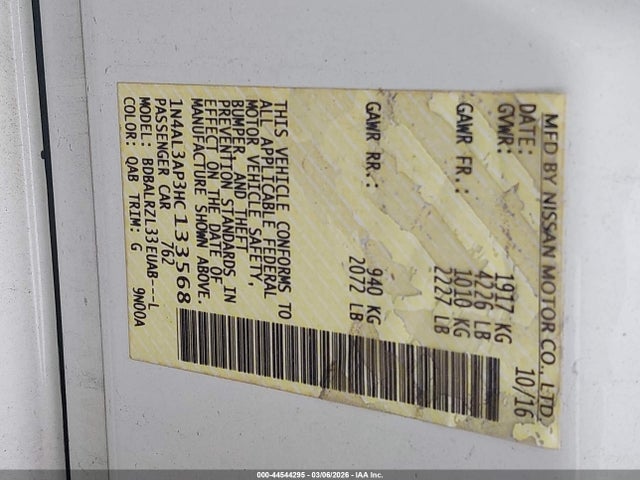 MFD BY NISSAN MOTOR CO., LTD
DATE: 10/16
GVWR: 1917 KG
4226 LB
GAWR FR.: 1010 KG
2227 LB
GAWR RR.: 940 KG
2072 LB
THIS VEHICLE CONFORMS TO
ALL APPLICABLE FEDERAL
MOTOR VEHICLE SAFETY,
BUMPER, AND THEFT
PREVENTION STANDARDS IN
EFFECT ON THE DATE OF
MANUFACTURE SHOWN ABOVE.
1N4AL3AP3HC133568
PASSENGER CAR 762
MODEL: BDBALRZL33EUAB---L
COLOR: QAB TRIM: G 9N00A
000-44544295 - 03/06/2026 - IAA Inc.